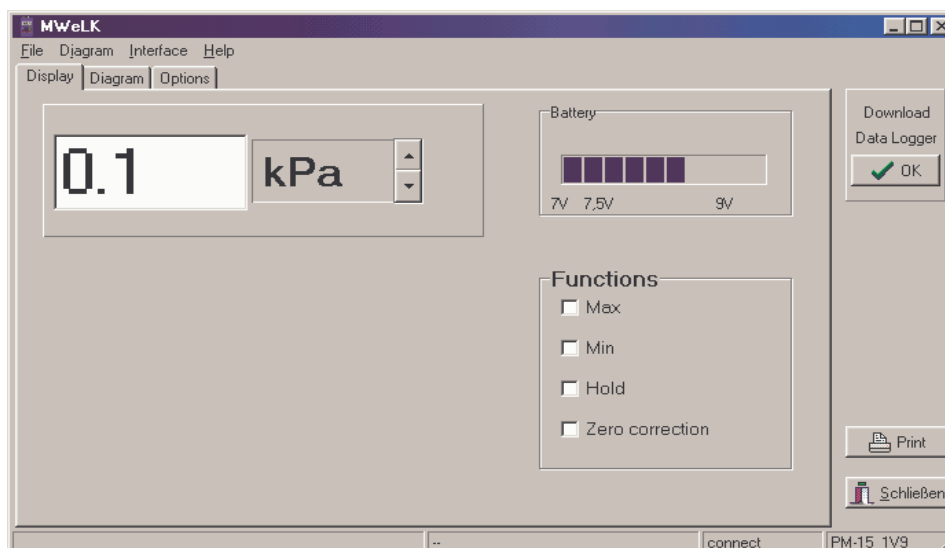 MWeLK
File Djagram Interface Help
Display Diagram Options
0.1 kPa
Battery
7V 7,5V 9V
Functions
Max
Min
Hold
Zero correction
Download
Data Logger
OK
Print
Schließen
-- connect PM-15 1V9